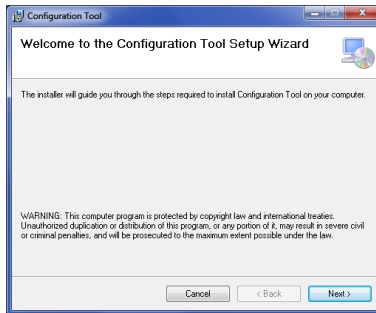 Configuration Tool
Welcome to the Configuration Tool Setup Wizard
The installer will guide you through the steps required to install Configuration Tool on your computer.
WARNING: This computer program is protected by copyright law and international treaties.
Unauthorized duplication or distribution of this program, or any portion of it, may result in severe civil
or criminal penalties, and will be prosecuted to the maximum extent possible under the law.
Cancel
< Back
Next >